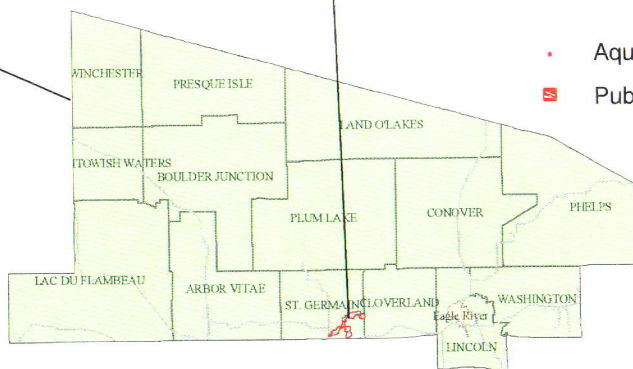 Aqu
WINCHESTER
PRESQUE ISLE
Pub
LAND O'LAKES
ITOWISH WATERS
BOULDER JUNCTION
PLUM LAKE
CONOVER
PHELPS
LAC DU FLAMBEAU
ARBOR VITAE
ST. GERMAIN
CLOVERLAND
WASHINGTON
Eagle River
LINCOLN